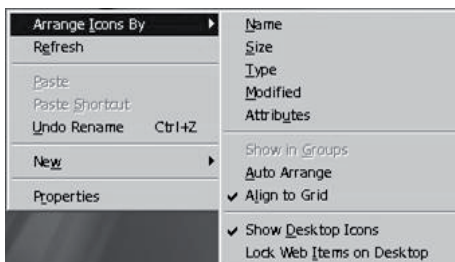 Arrange Icons By
Refresh
Paste
Paste Shortcut
Undo Rename Ctrl+Z
New
Properties
Name
Size
Type
Modified
Attributes
Show in Groups
Auto Arrange
Align to Grid
Show Desktop Icons
Lock Web Items on Desktop